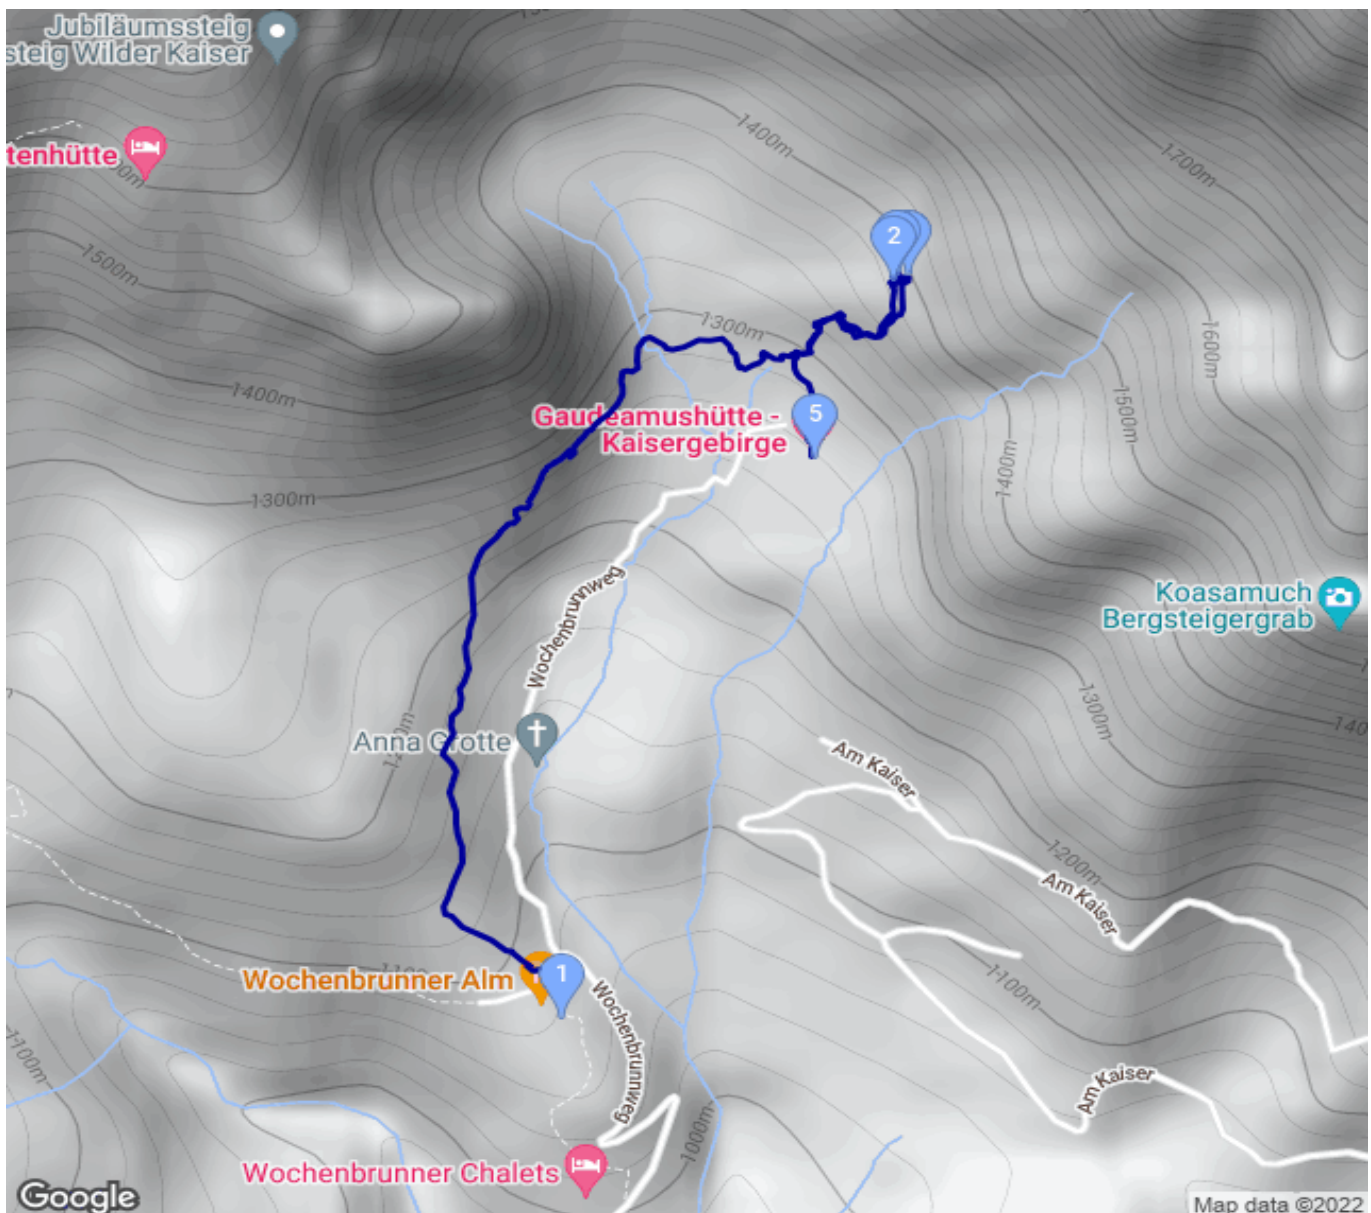 Jubiläumssteig
steig Wilder Kaiser
1400m
1700m
tenhütte
2
1500m
1300m
1600m
1400m
Gaudeamushütte -
Kaisergebirge
5
1500m
1400m
1300m
Wochenbrunnweg
Koasamuch
Bergsteigergrab
1300m
Anna Grotte
Am Kaiser
1200m
Am Kaiser
Wochenbrunner Alm
1
1100m
Wochenbrunnweg
1100m
Am Kaiser
1000m
Wochenbrunner Chalets
Google
Map data ©2022